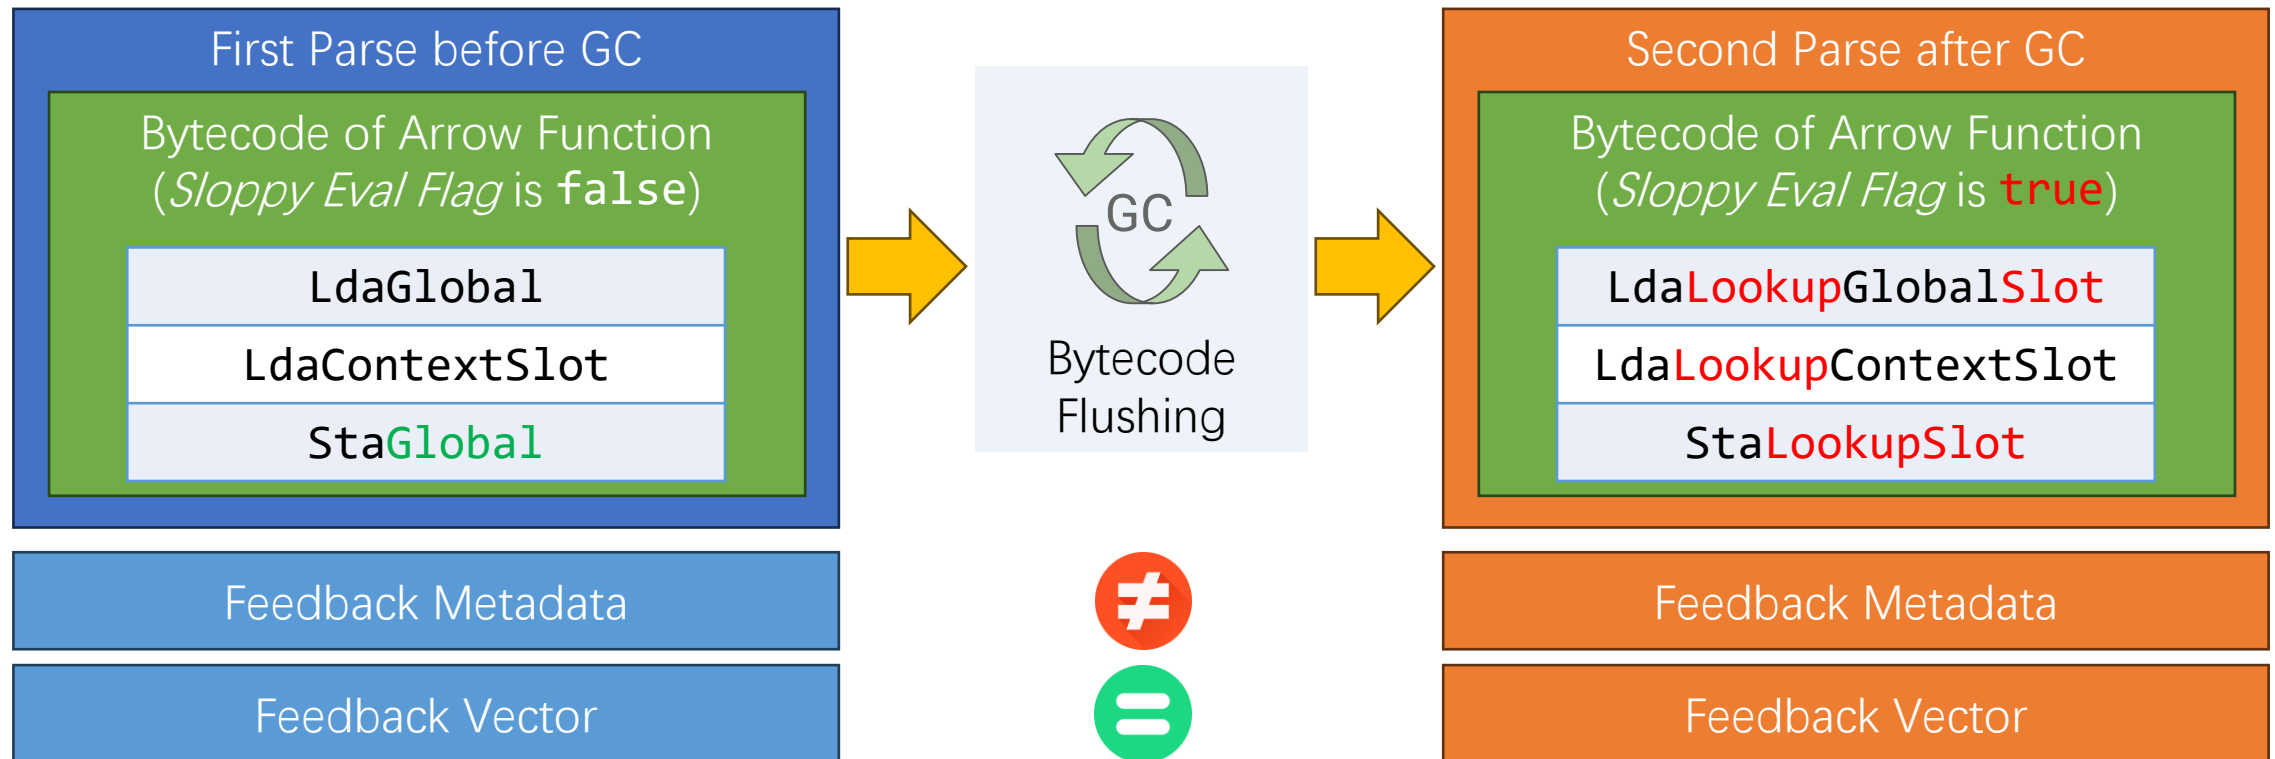 First Parse before GC
Bytecode of Arrow Function
(Sloppy Eval Flag is false)
LdaGlobal
LdaContextSlot
StaGlobal
GC
Bytecode
Flushing
Second Parse after GC
Bytecode of Arrow Function
(Sloppy Eval Flag is true)
LdaLookupGlobalSlot
LdaLookupContextSlot
StaLookupSlot
Feedback Metadata
≠
Feedback Metadata
Feedback Vector
=
Feedback Vector